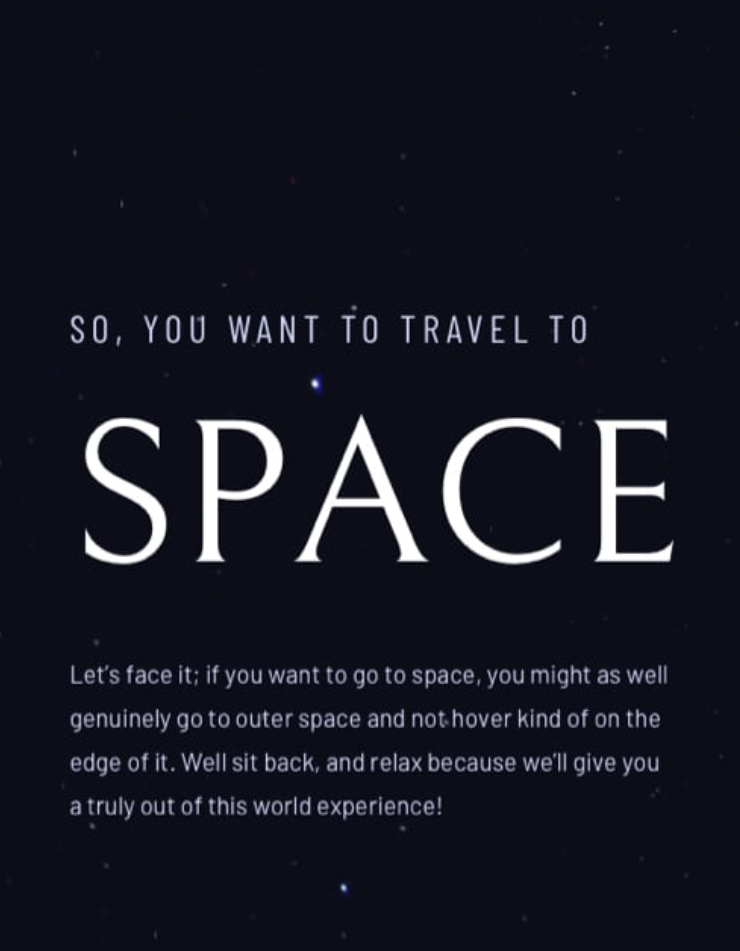 SO, YOU WANT TO TRAVEL TO
SPACE
Let's face it; if you want to go to space, you might as well
genuinely go to outer space and not hover kind of on the
edge of it. Well sit back, and relax because we'll give you
a truly out of this world experience!